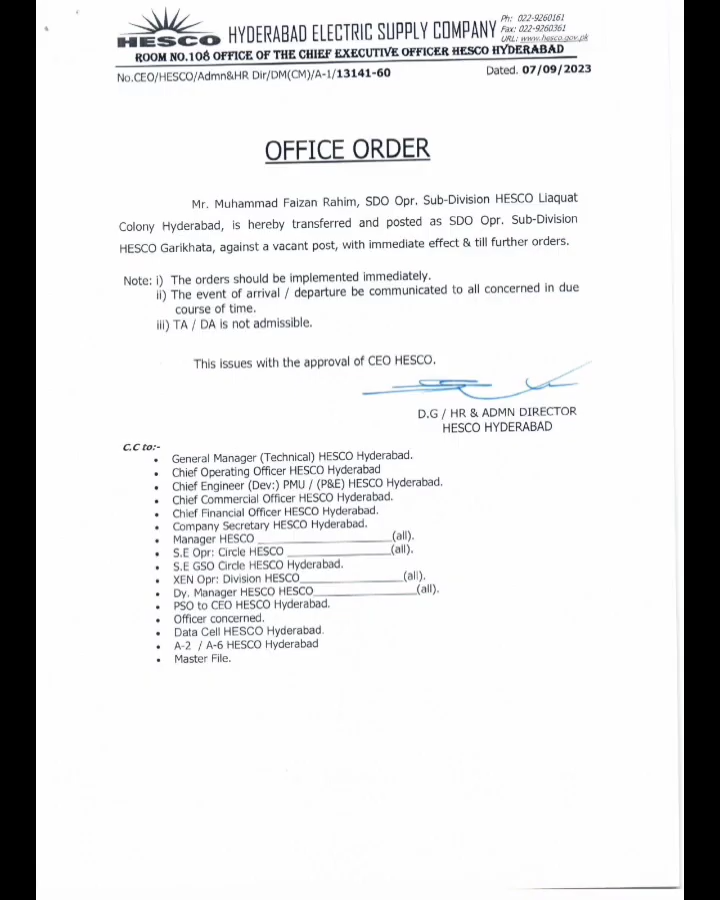 HESCO
HYDERABAD ELECTRIC SUPPLY COMPANY
Ph: 022-9260161
Fax: 022-9260361
URL: www.hesco.gov.pk
ROOM NO.108 OFFICE OF THE CHIEF EXECUTIVE OFFICER HESCO HYDERABAD
No.CEO/HESCO/Admn&HR Dir/DM(CM)/A-1/13141-60 Dated. 07/09/2023
OFFICE ORDER
Mr. Muhammad Faizan Rahim, SDO Opr. Sub-Division HESCO Liaquat
Colony Hyderabad, is hereby transferred and posted as SDO Opr. Sub-Division
HESCO Garikhata, against a vacant post, with immediate effect & till further orders.
Note: i) The orders should be implemented immediately.
ii) The event of arrival / departure be communicated to all concerned in due
course of time.
iii) TA / DA is not admissible.
This issues with the approval of CEO HESCO.
D.G / HR & ADMN DIRECTOR
HESCO HYDERABAD
C.C to:-
• General Manager (Technical) HESCO Hyderabad.
• Chief Operating Officer HESCO Hyderabad
• Chief Engineer (Dev:) PMU / (P&E) HESCO Hyderabad.
• Chief Commercial Officer HESCO Hyderabad.
• Chief Financial Officer HESCO Hyderabad.
• Company Secretary HESCO Hyderabad.
• Manager HESCO ____________________(all).
• S.E Opr: Circle HESCO ________________(all).
• S.E GSO Circle HESCO Hyderabad.
• XEN Opr: Division HESCO________________(all).
• Dy. Manager HESCO HESCO________________(all).
• PSO to CEO HESCO Hyderabad.
• Officer concerned.
• Data Cell HESCO Hyderabad.
• A-2 / A-6 HESCO Hyderabad
• Master File.